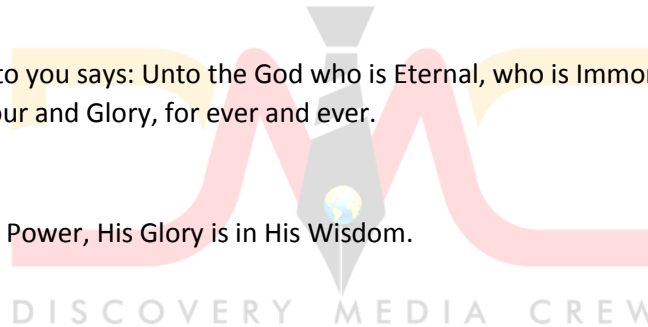 to you says: Unto the God who is Eternal, who is Immor
our and Glory, for ever and ever.
Power, His Glory is in His Wisdom.
DISCOVERY MEDIA CREW